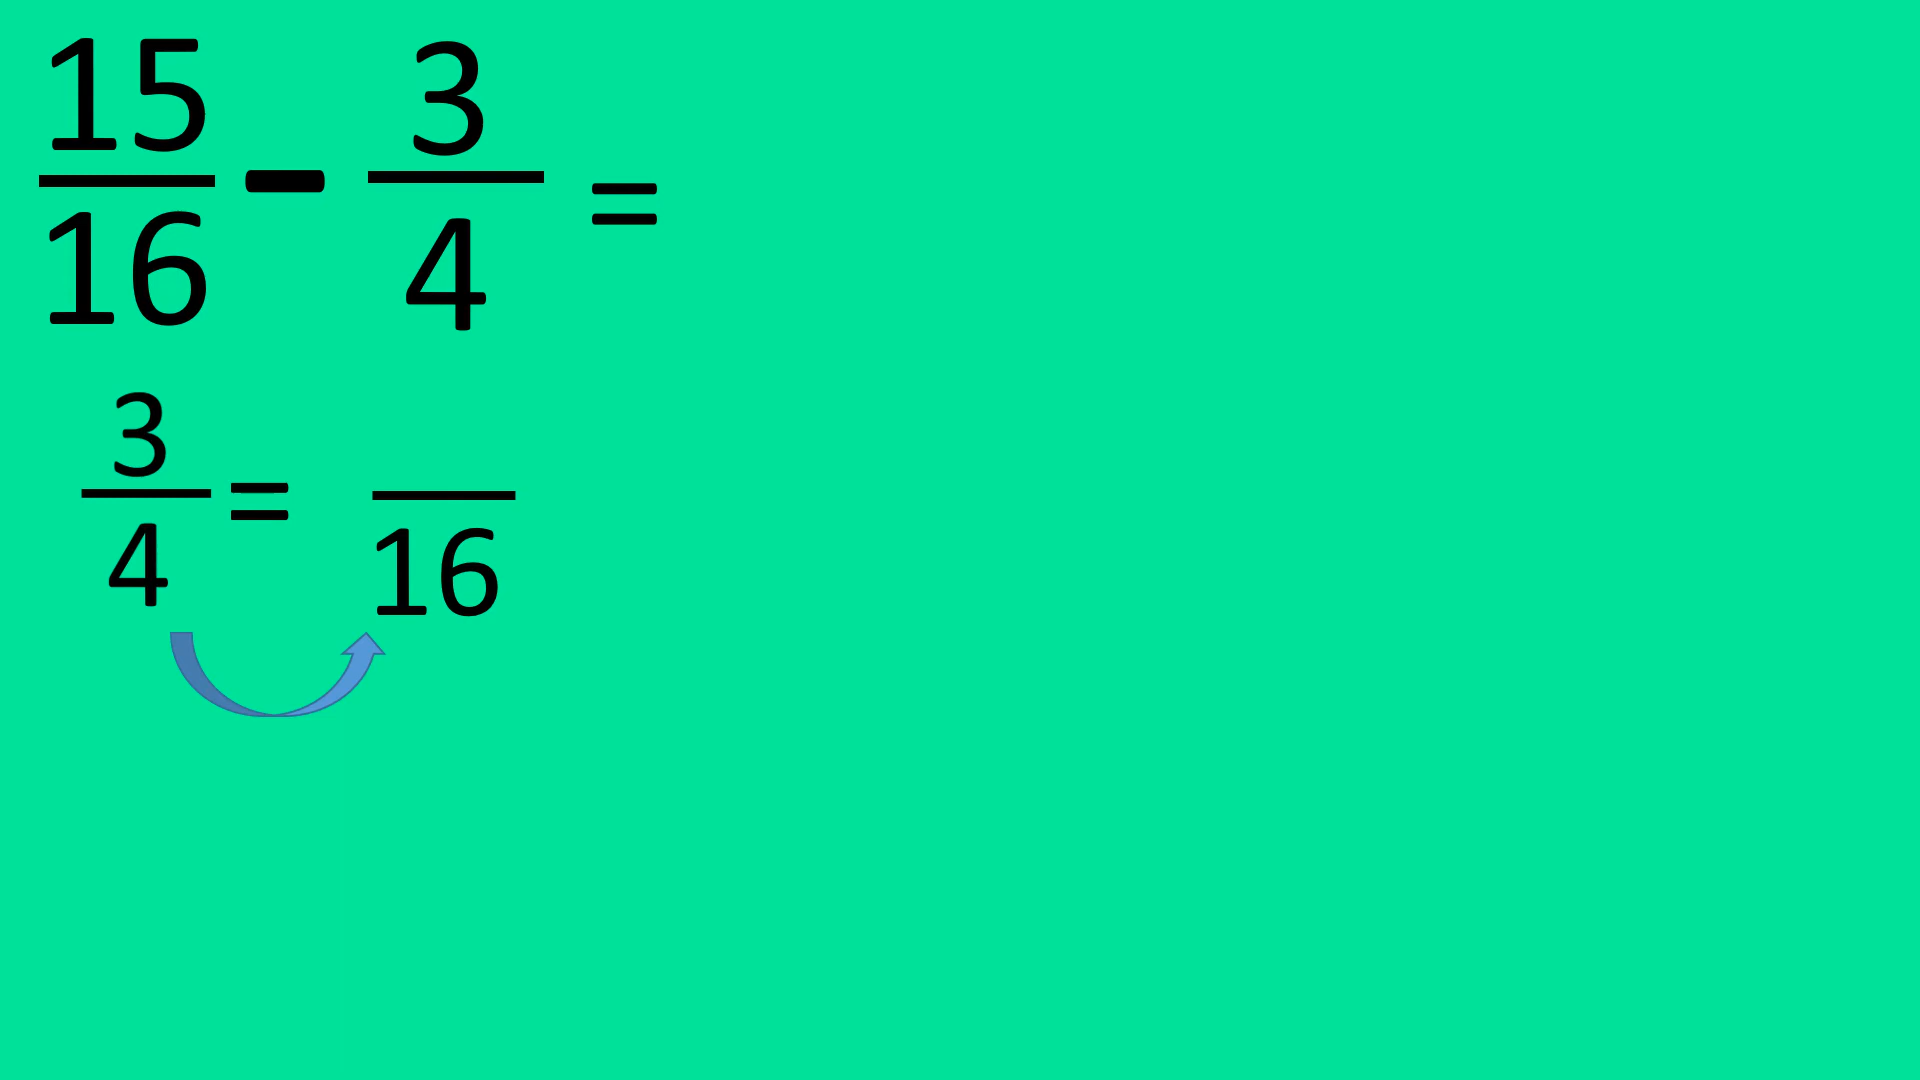 15/16 - 3/4 =
3/4 = /16